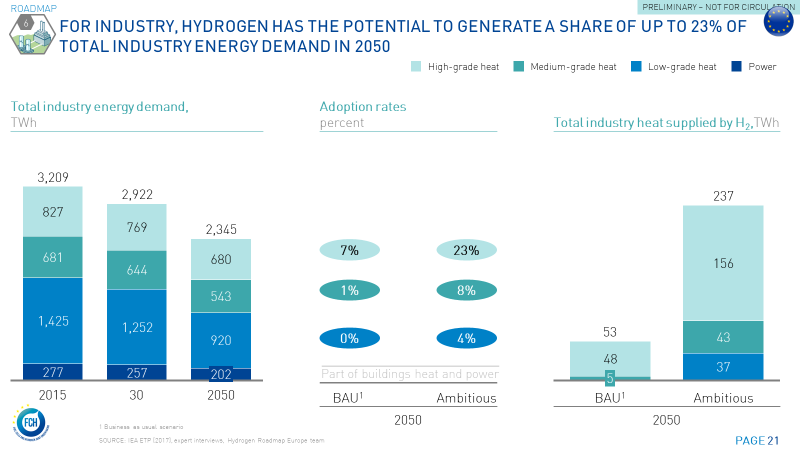 ROADMAP
PRELIMINARY – NOT FOR CIRCULATION
6
FOR INDUSTRY, HYDROGEN HAS THE POTENTIAL TO GENERATE A SHARE OF UP TO 23% OF
TOTAL INDUSTRY ENERGY DEMAND IN 2050
High-grade heat Medium-grade heat Low-grade heat Power
Total industry energy demand,
TWh
3,209
827
681
1,425
277
2015
2,922
769
644
1,252
257
30
2,345
680
543
920
202
2050
Adoption rates
percent
7% 23%
1% 8%
0% 4%
Part of buildings heat and power
BAU¹ Ambitious
2050
Total industry heat supplied by H₂, TWh
53
48
5
BAU¹
237
156
43
37
Ambitious
2050
FCH
1 Business as usual scenario
SOURCE: IEA ETP (2017), expert interviews, Hydrogen Roadmap Europe team
PAGE 21